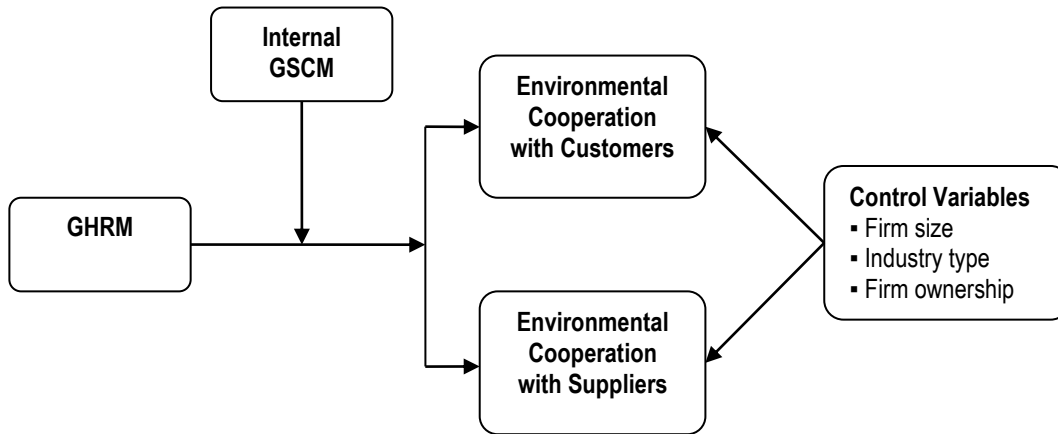 Internal
GSCM
Environmental
Cooperation
with Customers
GHRM
Control Variables
▪ Firm size
▪ Industry type
▪ Firm ownership
Environmental
Cooperation
with Suppliers